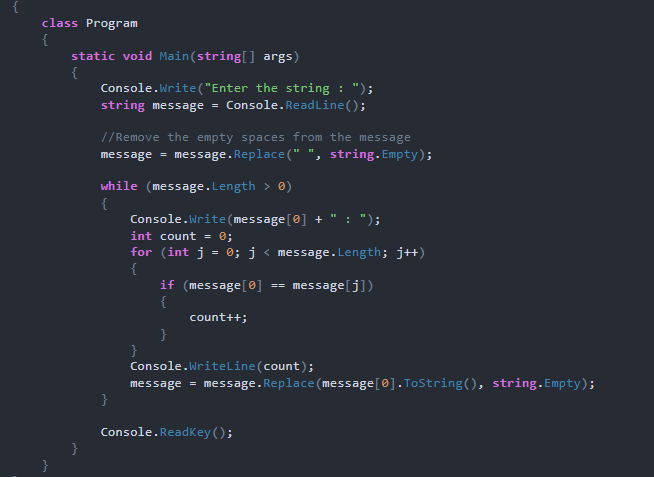 {
class Program
{
static void Main(string[] args)
{
Console.Write("Enter the string : ");
string message = Console.ReadLine();
//Remove the empty spaces from the message
message = message.Replace(" ", string.Empty);
while (message.Length > 0)
{
Console.Write(message[0] + " : ");
int count = 0;
for (int j = 0; j < message.Length; j++)
{
if (message[0] == message[j])
{
count++;
}
}
Console.WriteLine(count);
message = message.Replace(message[0].ToString(), string.Empty);
}
Console.ReadKey();
}
}